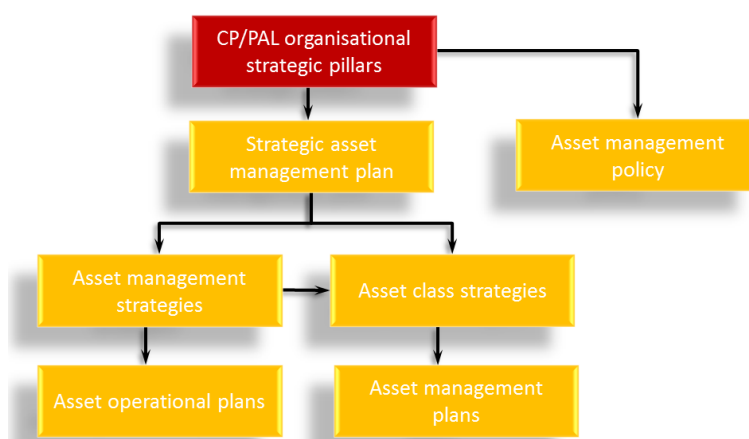 CP/PAL organisational
strategic pillars
Strategic asset
management plan
Asset management
policy
Asset management
strategies
Asset class strategies
Asset operational plans
Asset management
plans